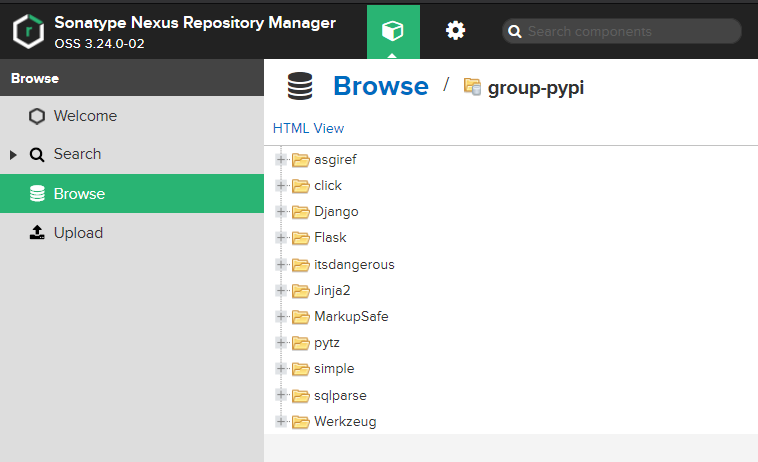 Sonatype Nexus Repository Manager
OSS 3.24.0-02
Search components
Browse
Welcome
Search
Browse
Upload
Browse / group-pypi
HTML View
asgiref
click
Django
Flask
itsdangerous
Jinja2
MarkupSafe
pytz
simple
sqlparse
Werkzeug